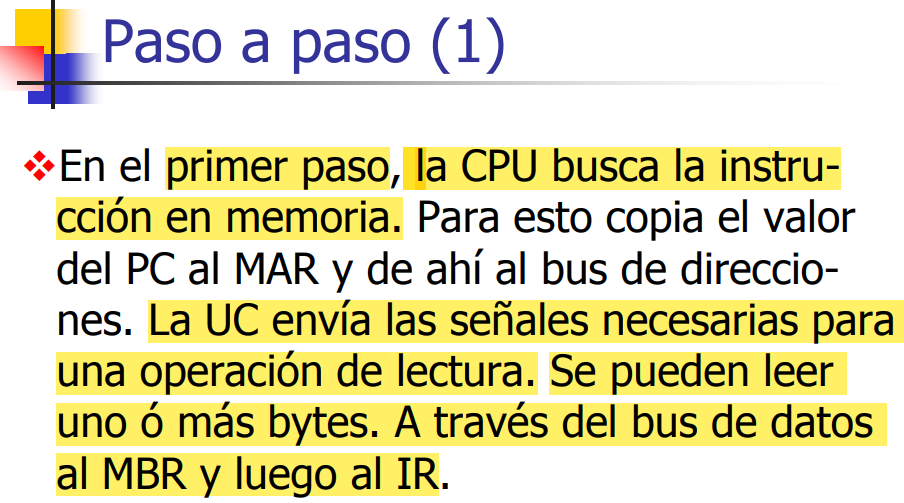 Paso a paso (1)
En el primer paso, la CPU busca la instru-
cción en memoria. Para esto copia el valor
del PC al MAR y de ahí al bus de direccio-
nes. La UC envía las señales necesarias para
una operación de lectura. Se pueden leer
uno ó más bytes. A través del bus de datos
al MBR y luego al IR.